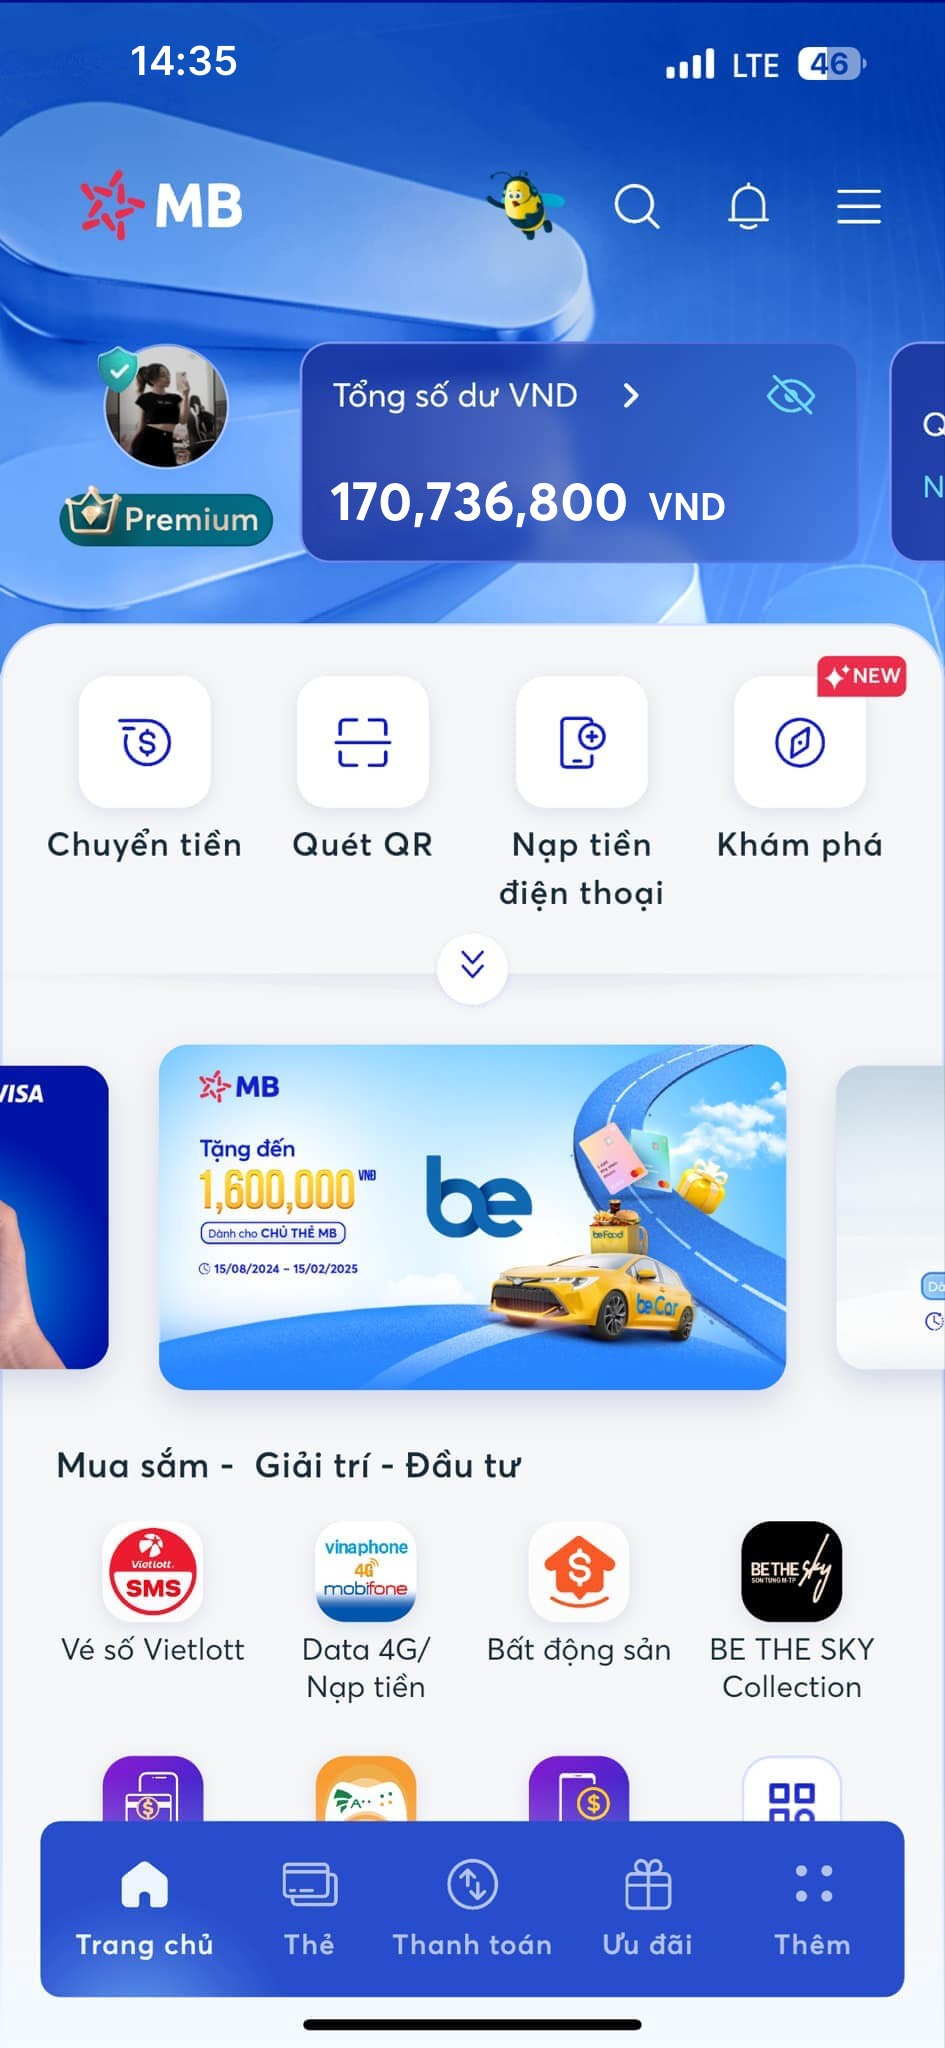 14:35
LTE 46
MB
Tổng số dư VND
170,736,800 VND
Premium
Q
N
NEW
Chuyển tiền
Quét QR
Nạp tiền
điện thoại
Khám phá
VISA
MB
Tặng đến
1,600,000 VNĐ
Dành cho CHỦ THẺ MB
15/08/2024 – 15/02/2025
be
beFood
beCar
Mua sắm - Giải trí - Đầu tư
Vietlott.
SMS
vinaphone
4G
mobifone
$
BE THE sky
SON TUNG M-TP
Vé số Vietlott
Data 4G/
Nạp tiền
Bất động sản
BE THE SKY
Collection
Trang chủ
Thẻ
Thanh toán
Ưu đãi
Thêm